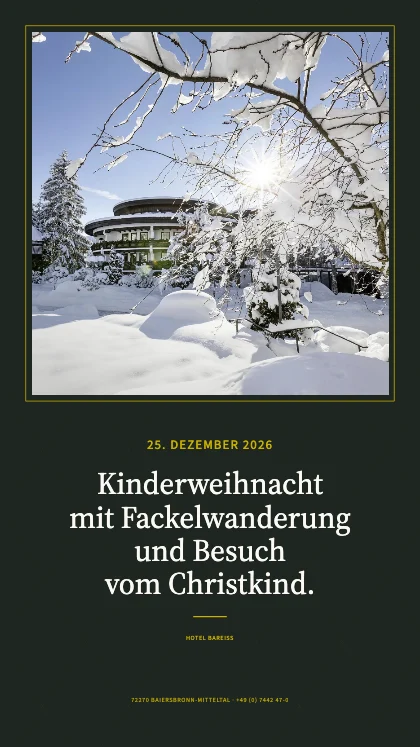 25. DEZEMBER 2026
Kinderweihnacht
mit Fackelwanderung
und Besuch
vom Christkind.
HOTEL BAREISS
72270 BAIERSBRONN-MITTELTAL · +49 (0) 7442 47-0